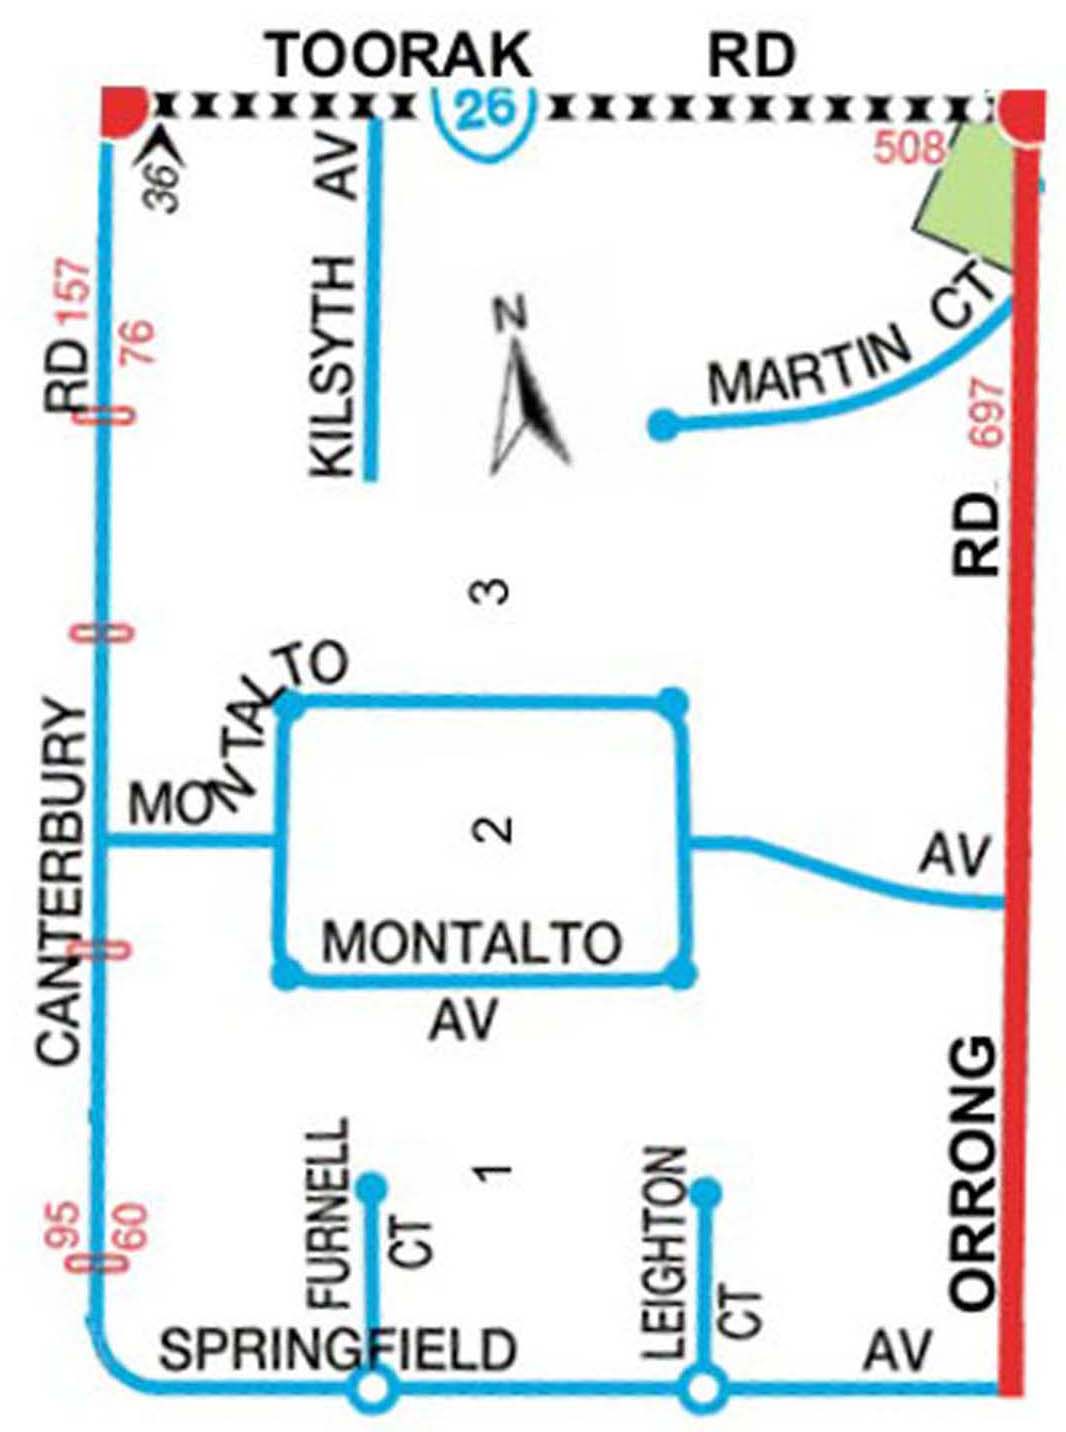 TOORAK RD
26
36
KILSYTH AV
508
RD 157
76
N
MARTIN CT
697
RD
3
MONTALTO
CANTERBURY
2
AV
MONTALTO
AV
ORRONG
FURNELL CT
1
LEIGHTON CT
95
60
SPRINGFIELD AV